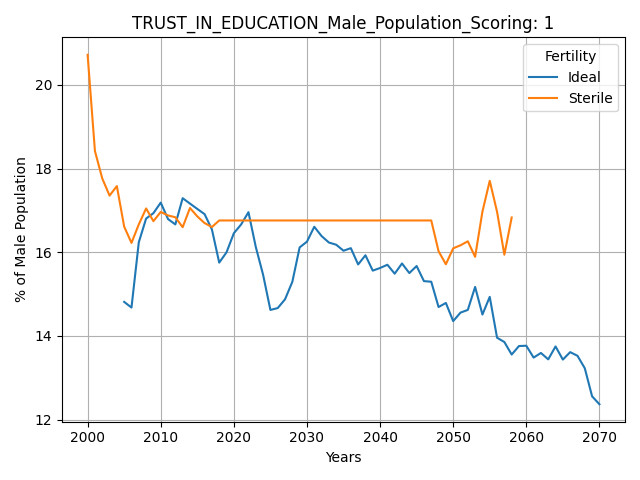 TRUST_IN_EDUCATION_Male_Population_Scoring: 1
Fertility
Ideal
Sterile
% of Male Population
20
18
16
14
12
2000
2010
2020
2030
2040
2050
2060
2070
Years